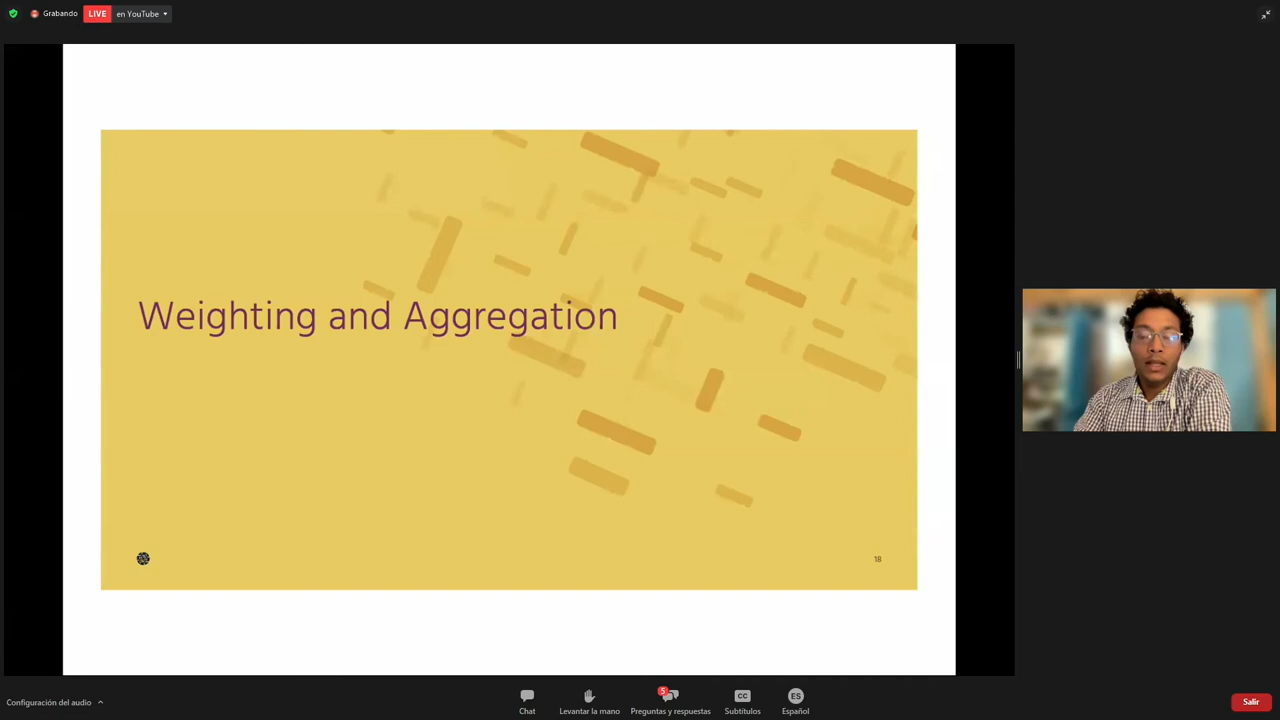 Grabando
LIVE
en YouTube
Weighting and Aggregation
18
Configuración del audio
Chat
Levantar la mano
5
Preguntas y respuestas
CC
Subtítulos
ES
Español
Salir